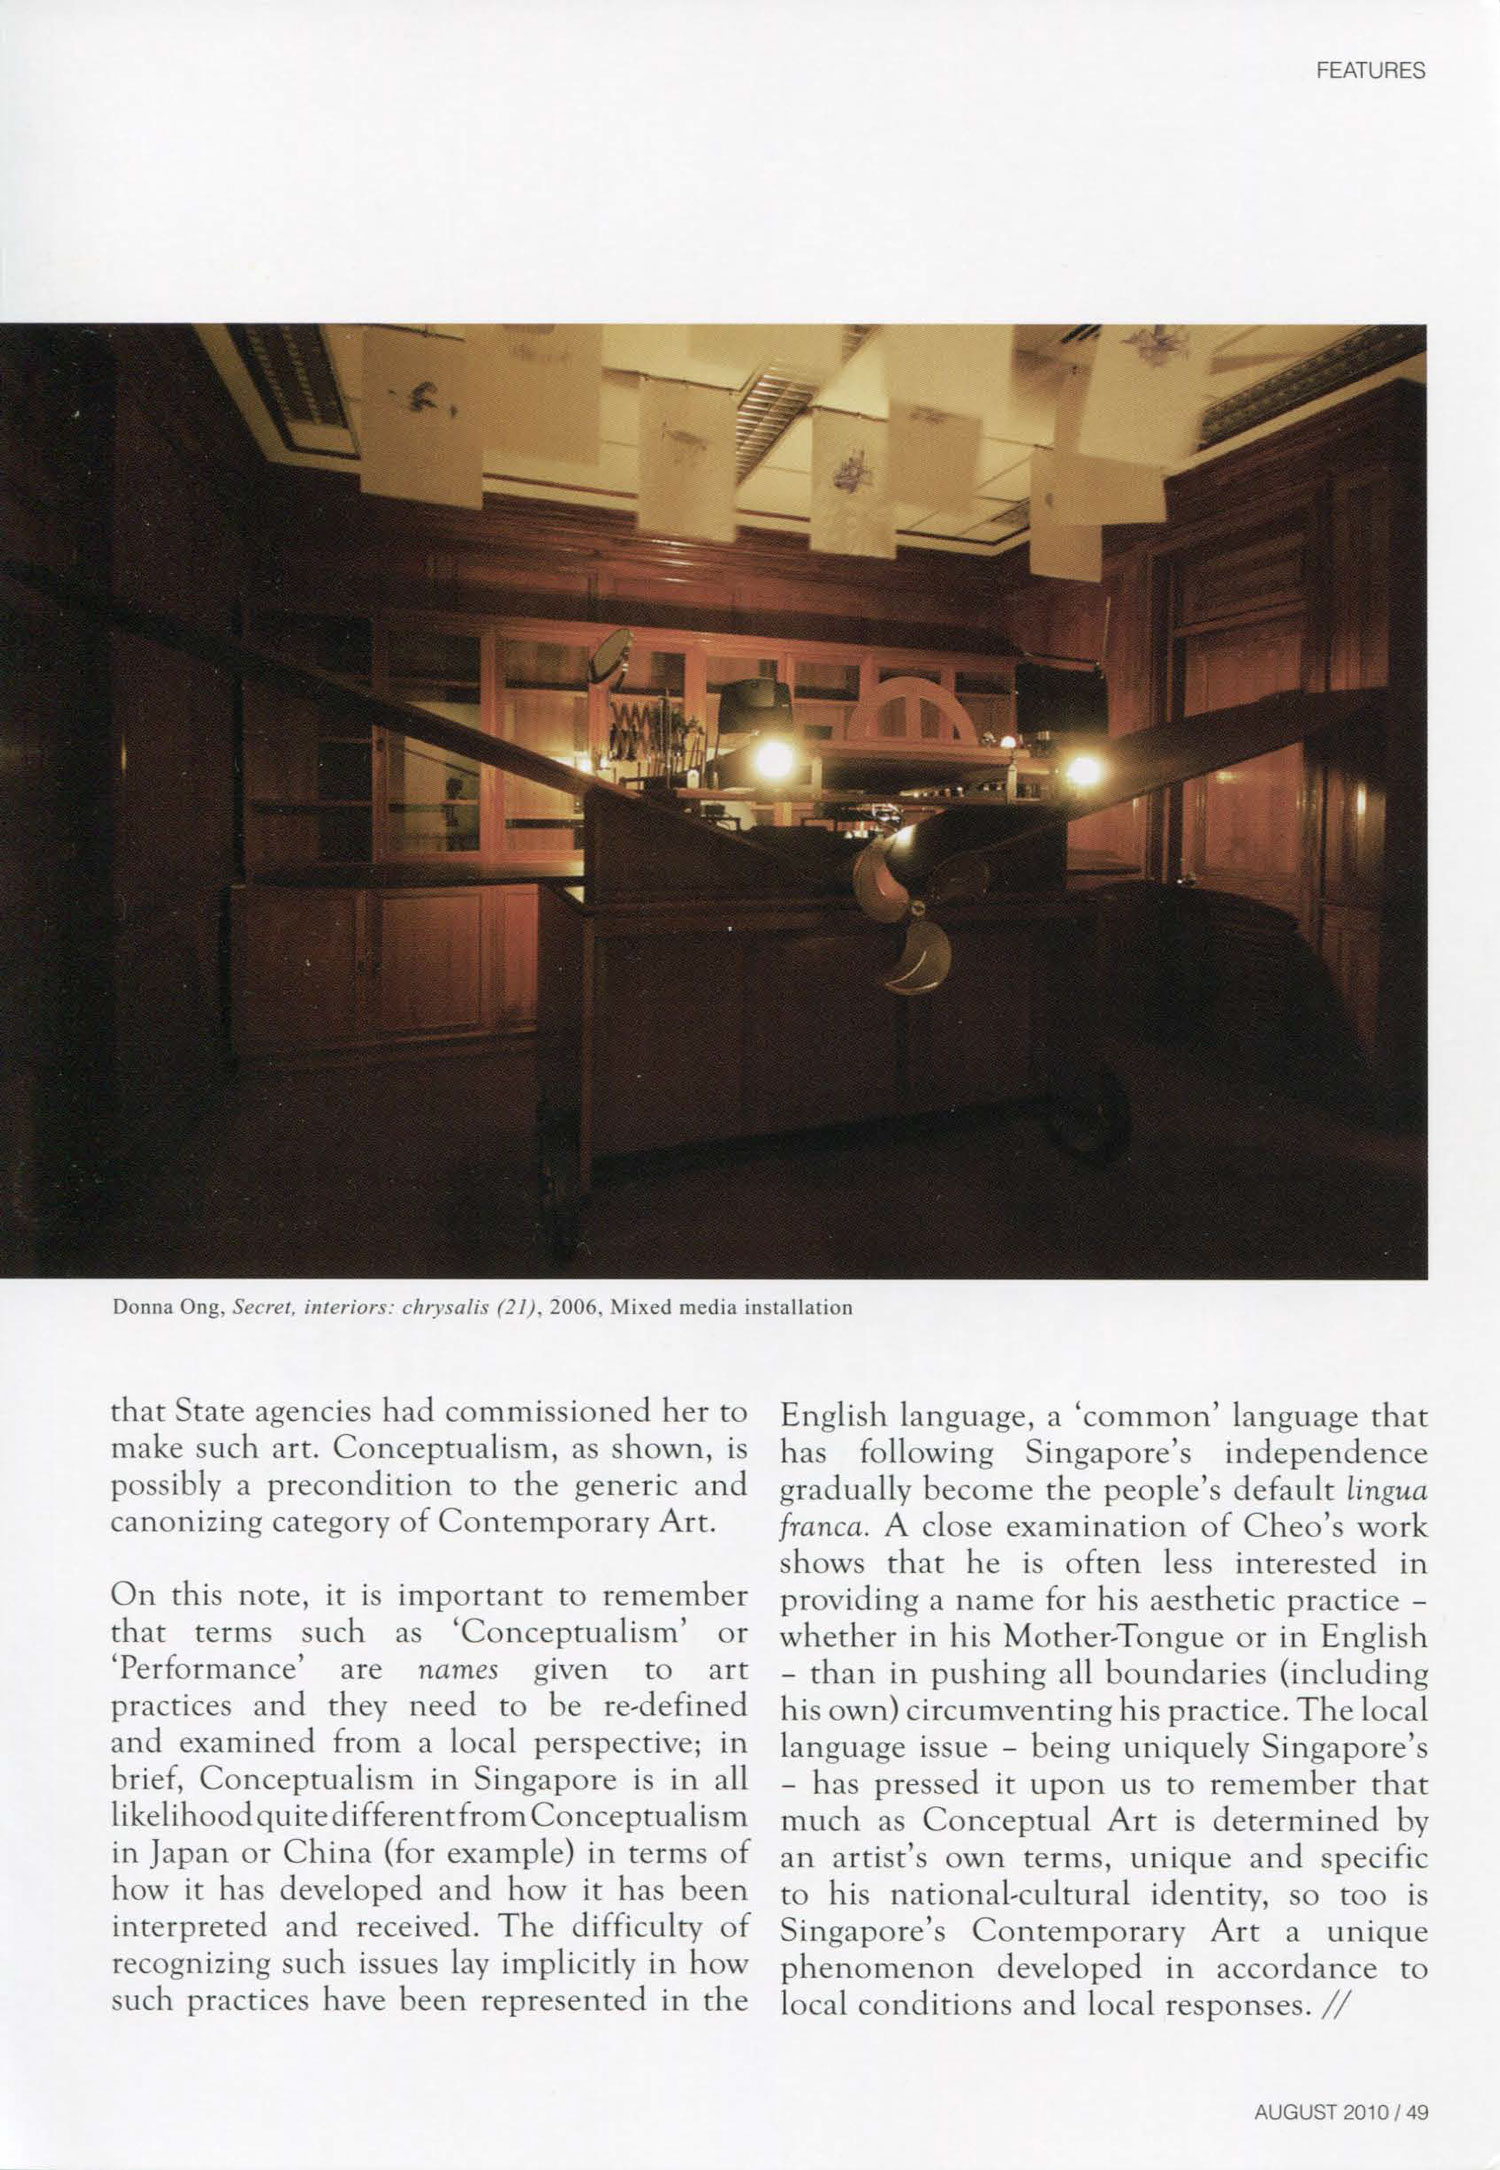 FEATURES
Donna Ong, Secret, interiors: chrysalis (21), 2006, Mixed media installation
that State agencies had commissioned her to
make such art. Conceptualism, as shown, is
possibly a precondition to the generic and
canonizing category of Contemporary Art.
On this note, it is important to remember
that terms such as ‘Conceptualism’ or
‘Performance’ are names given to art
practices and they need to be re-defined
and examined from a local perspective; in
brief, Conceptualism in Singapore is in all
likelihood quite different from Conceptualism
in Japan or China (for example) in terms of
how it has developed and how it has been
interpreted and received. The difficulty of
recognizing such issues lay implicitly in how
such practices have been represented in the
English language, a ‘common’ language that
has following Singapore’s independence
gradually become the people’s default lingua
franca. A close examination of Cheo’s work
shows that he is often less interested in
providing a name for his aesthetic practice –
whether in his Mother-Tongue or in English
– than in pushing all boundaries (including
his own) circumventing his practice. The local
language issue – being uniquely Singapore’s
– has pressed it upon us to remember that
much as Conceptual Art is determined by
an artist’s own terms, unique and specific
to his national-cultural identity, so too is
Singapore’s Contemporary Art a unique
phenomenon developed in accordance to
local conditions and local responses. //
AUGUST 2010 / 49